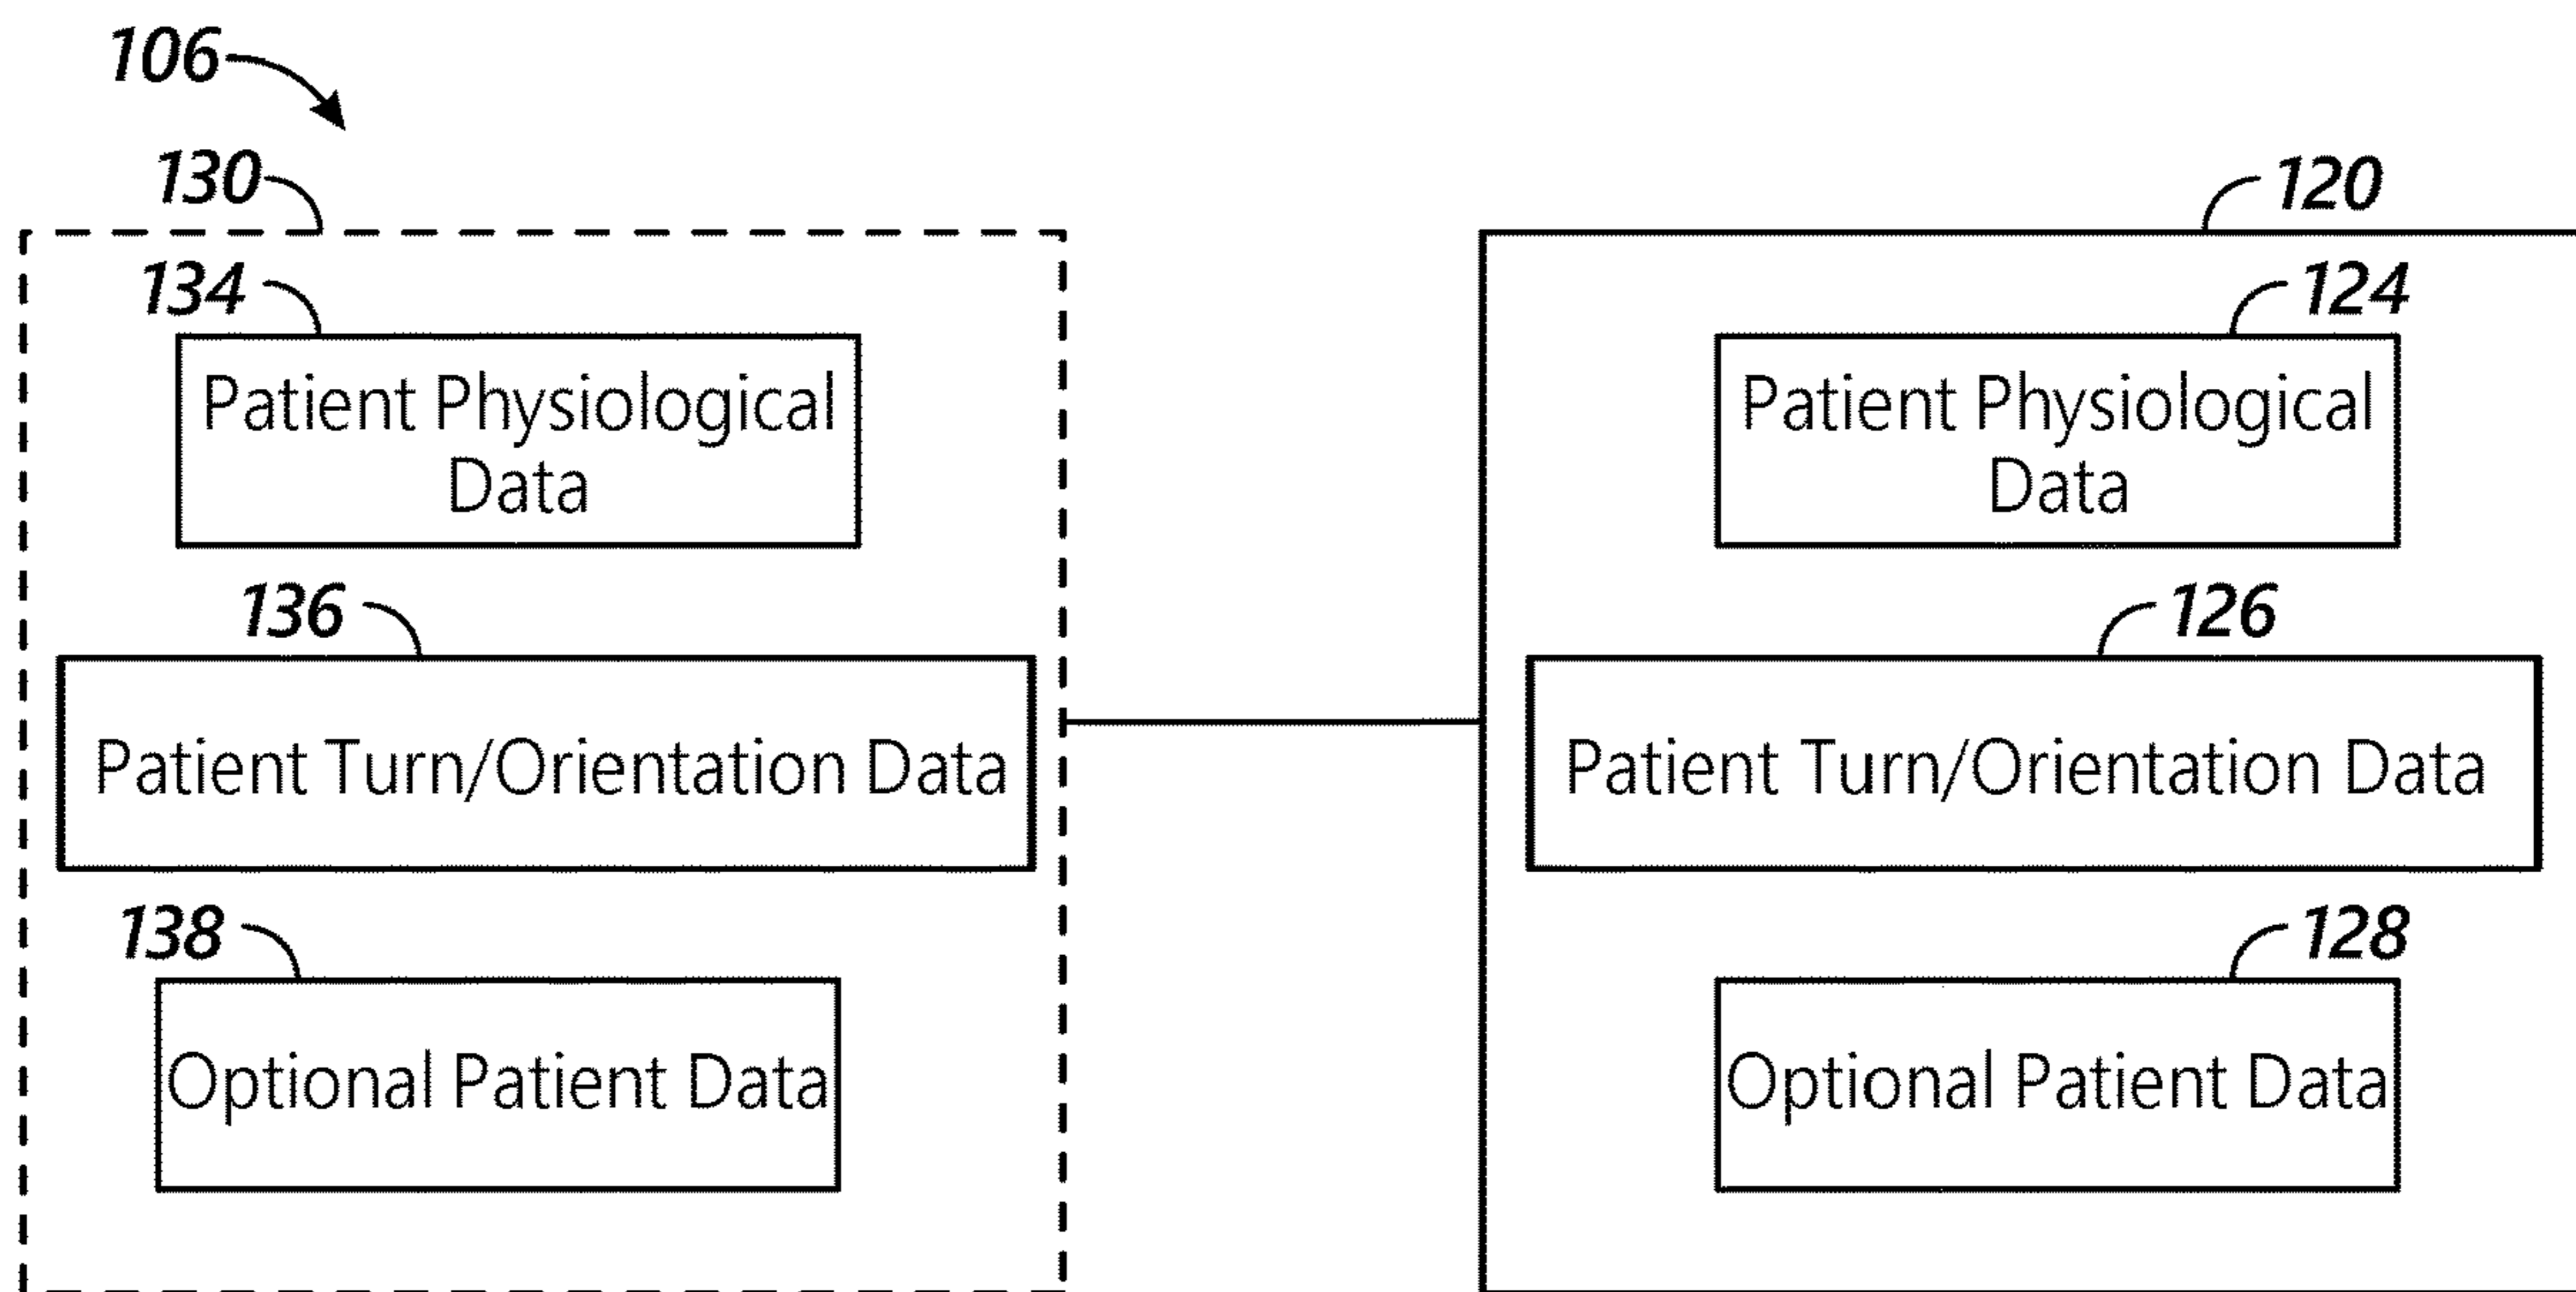 106
130
120
134
124
Patient Physiological
Data
Patient Physiological
Data
136
126
Patient Turn/Orientation Data
Patient Turn/Orientation Data
138
128
Optional Patient Data
Optional Patient Data